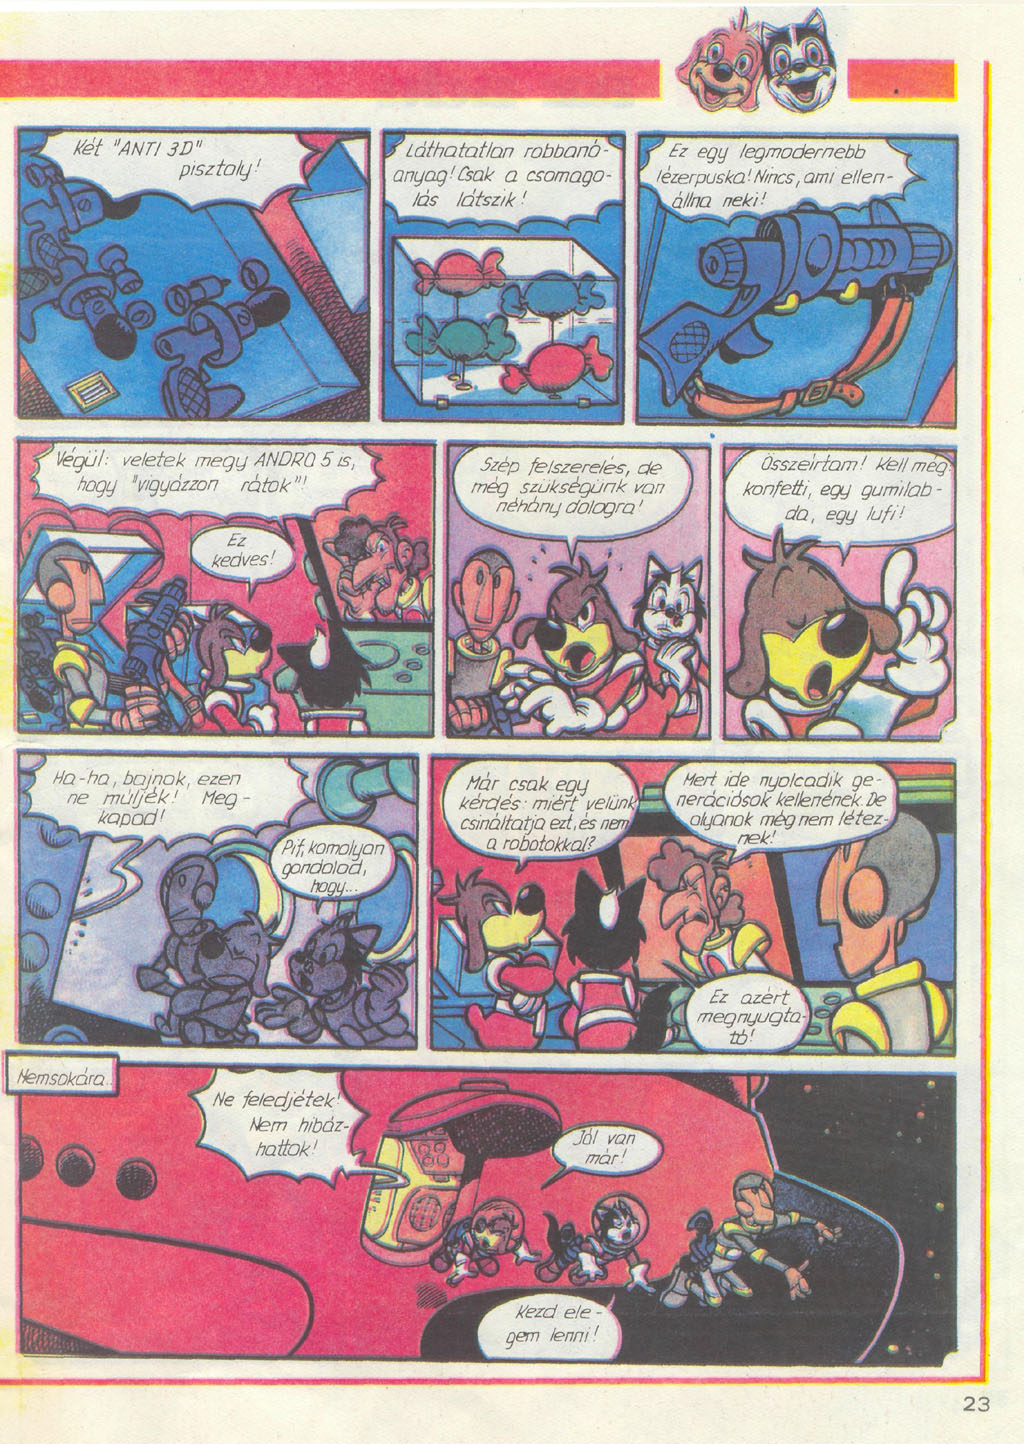 Két "ANTI 3D"
pisztoly!
Láthatatlan robbanó-
anyag! Csak a csomago-
lás látszik!
Ez egy legmodernebb
lézerpuska! Nincs, ami ellen-
állna neki!
Végül: veletek megy ANDRO 5 is,
hogy "vigyázzon rátok"!
Ez
kedves!
Szép felszerelés, de
még szükségünk van
néhány dologra!
Összeírtam! Kell még
konfetti, egy gumilab-
da, egy lufi!
Ha-ha, bajnok, ezen
ne múljék! Meg-
kapod!
Pif, komolyan
gondolod,
hogy...
Már csak egy
kérdés: miért velünk
csináltatja ezt, és nem
a robotokkal?
Mert ide nyolcadik ge-
nerációsok kellenének. De
olyanok még nem létez-
nek!
Ez azért
megnyugta-
tó!
Nemsokára...
Ne feledjétek!
Nem hibáz-
hattok!
Jól van
már!
Kezd ele-
gem lenni!
23